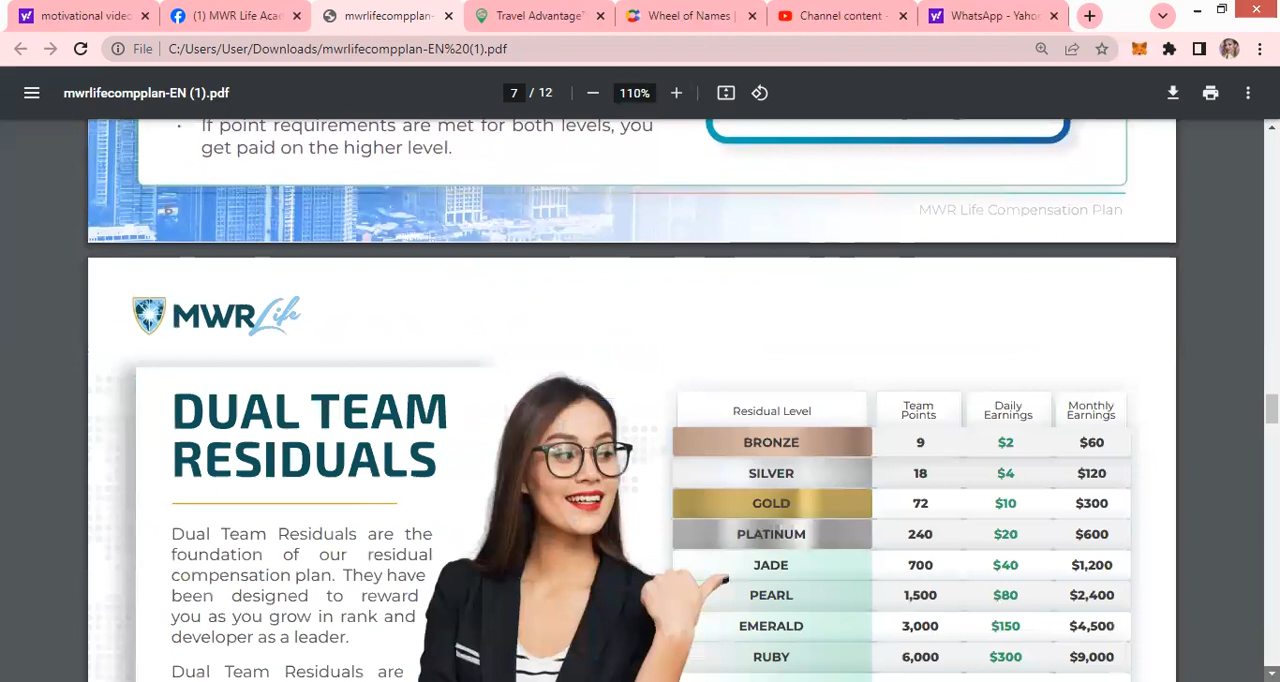 motivational video
(1) MWR Life Aca
mwrlifecompplan-
Travel Advantage™
Wheel of Names |
Channel content -
WhatsApp - Yaho
File
C:/Users/User/Downloads/mwrlifecompplan-EN%20(1).pdf
mwrlifecompplan-EN (1).pdf
7 / 12
110%
· If point requirements are met for both levels, you
get paid on the higher level.
MWR Life Compensation Plan
MWR Life
DUAL TEAM
RESIDUALS
Dual Team Residuals are the
foundation of our residual
compensation plan. They have
been designed to reward
you as you grow in rank and
developer as a leader.
Dual Team Residuals are
Residual Level Team Points Daily Earnings Monthly Earnings
BRONZE 9 $2 $60
SILVER 18 $4 $120
GOLD 72 $10 $300
PLATINUM 240 $20 $600
JADE 700 $40 $1,200
PEARL 1,500 $80 $2,400
EMERALD 3,000 $150 $4,500
RUBY 6,000 $300 $9,000